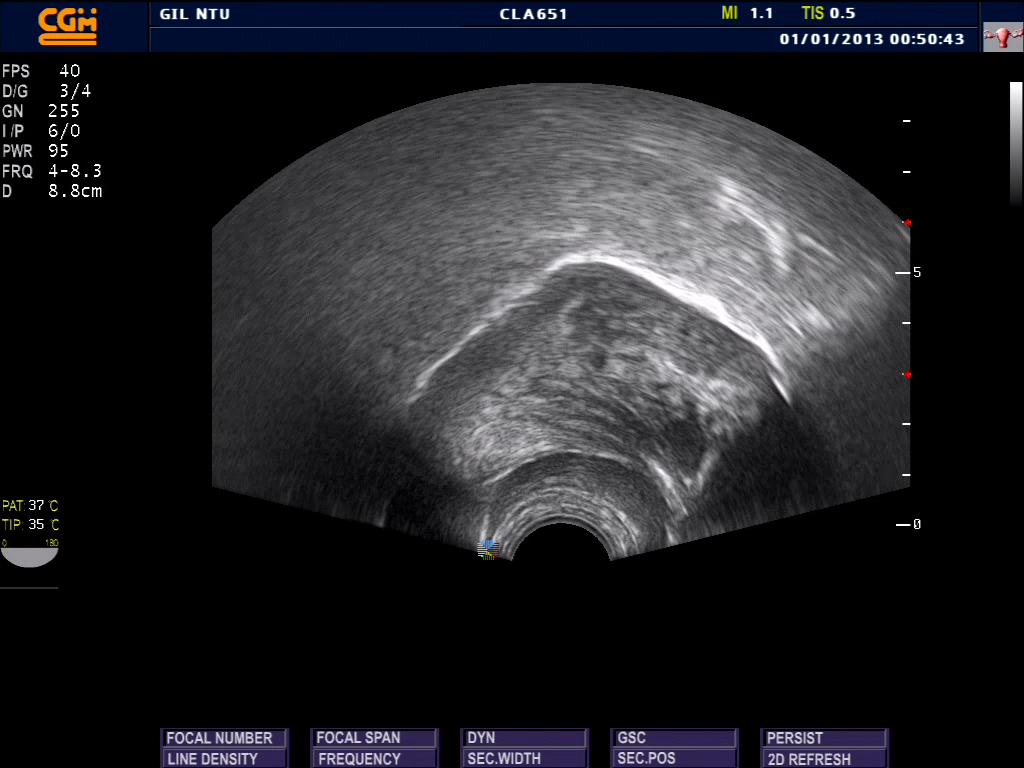 CGM
GIL NTU
CLA651
MI 1.1 TIS 0.5
01/01/2013 00:50:43
FPS 40
D/G 3/4
GN 255
I/P 6/0
PWR 95
FRQ 4-8.3
D 8.8cm
5
PAT: 37 °C
TIP: 35 °C
0 180
0
FOCAL NUMBER
LINE DENSITY
FOCAL SPAN
FREQUENCY
DYN
SEC.WIDTH
GSC
SEC.POS
PERSIST
2D REFRESH